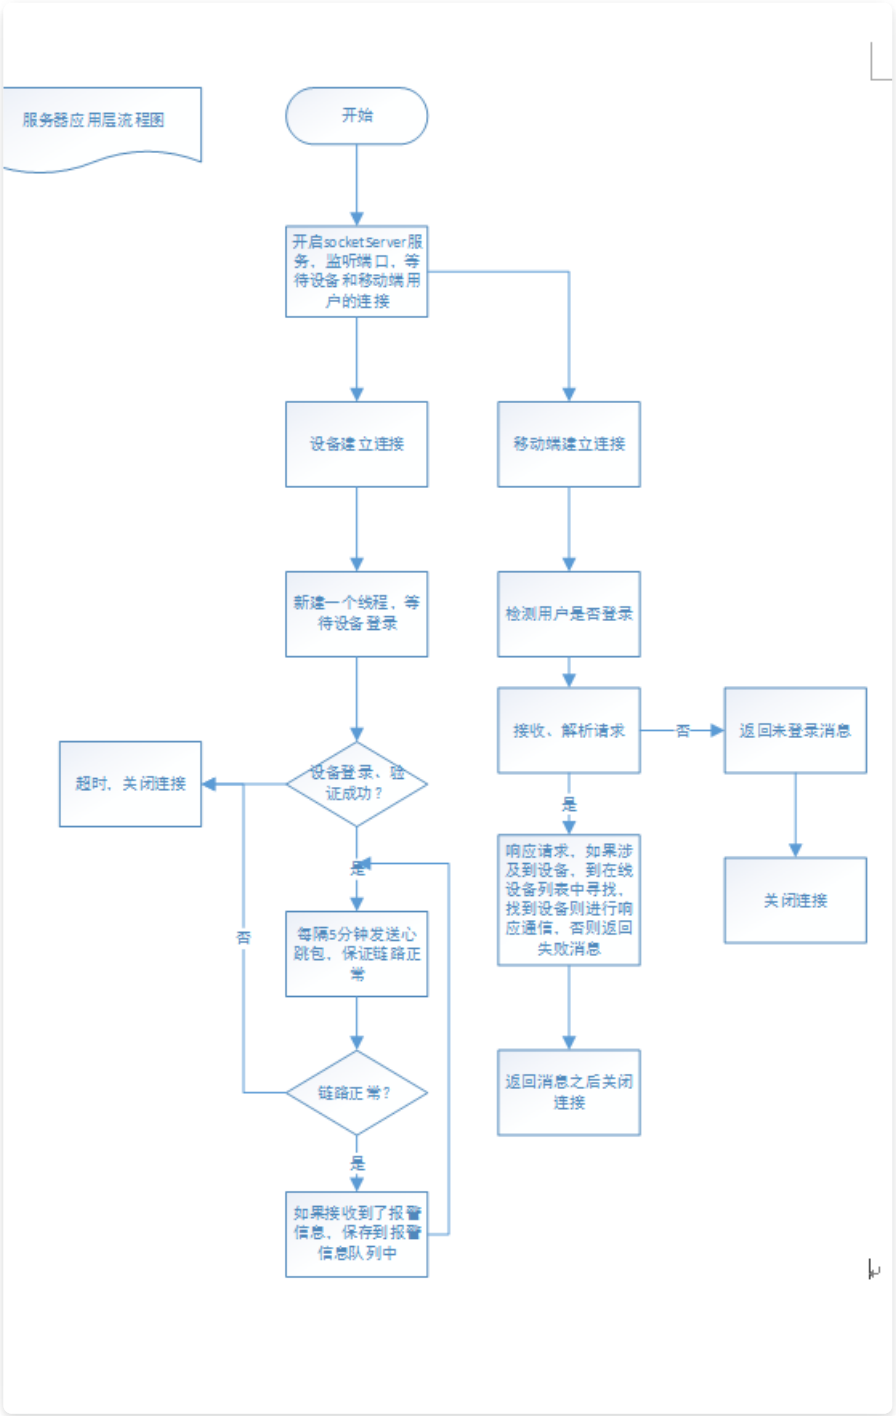 服务器应用层流程图
开始
开启socketServer服
务、监听端口，等
待设备和移动端用
户的连接
设备建立连接
移动端建立连接
新建一个线程，等
待设备登录
检测用户是否登录
接收、解析请求
否
返回未登录消息
超时，关闭连接
设备登录、验
证成功？
是
是
响应请求，如果涉
及到设备，到在线
设备列表中寻找，
找到设备则进行响
应通信，否则返回
失败消息
关闭连接
否
每隔5分钟发送心
跳包，保证链路正
常
链路正常？
返回消息之后关闭
连接
是
如果接收到了报警
信息，保存到报警
信息队列中